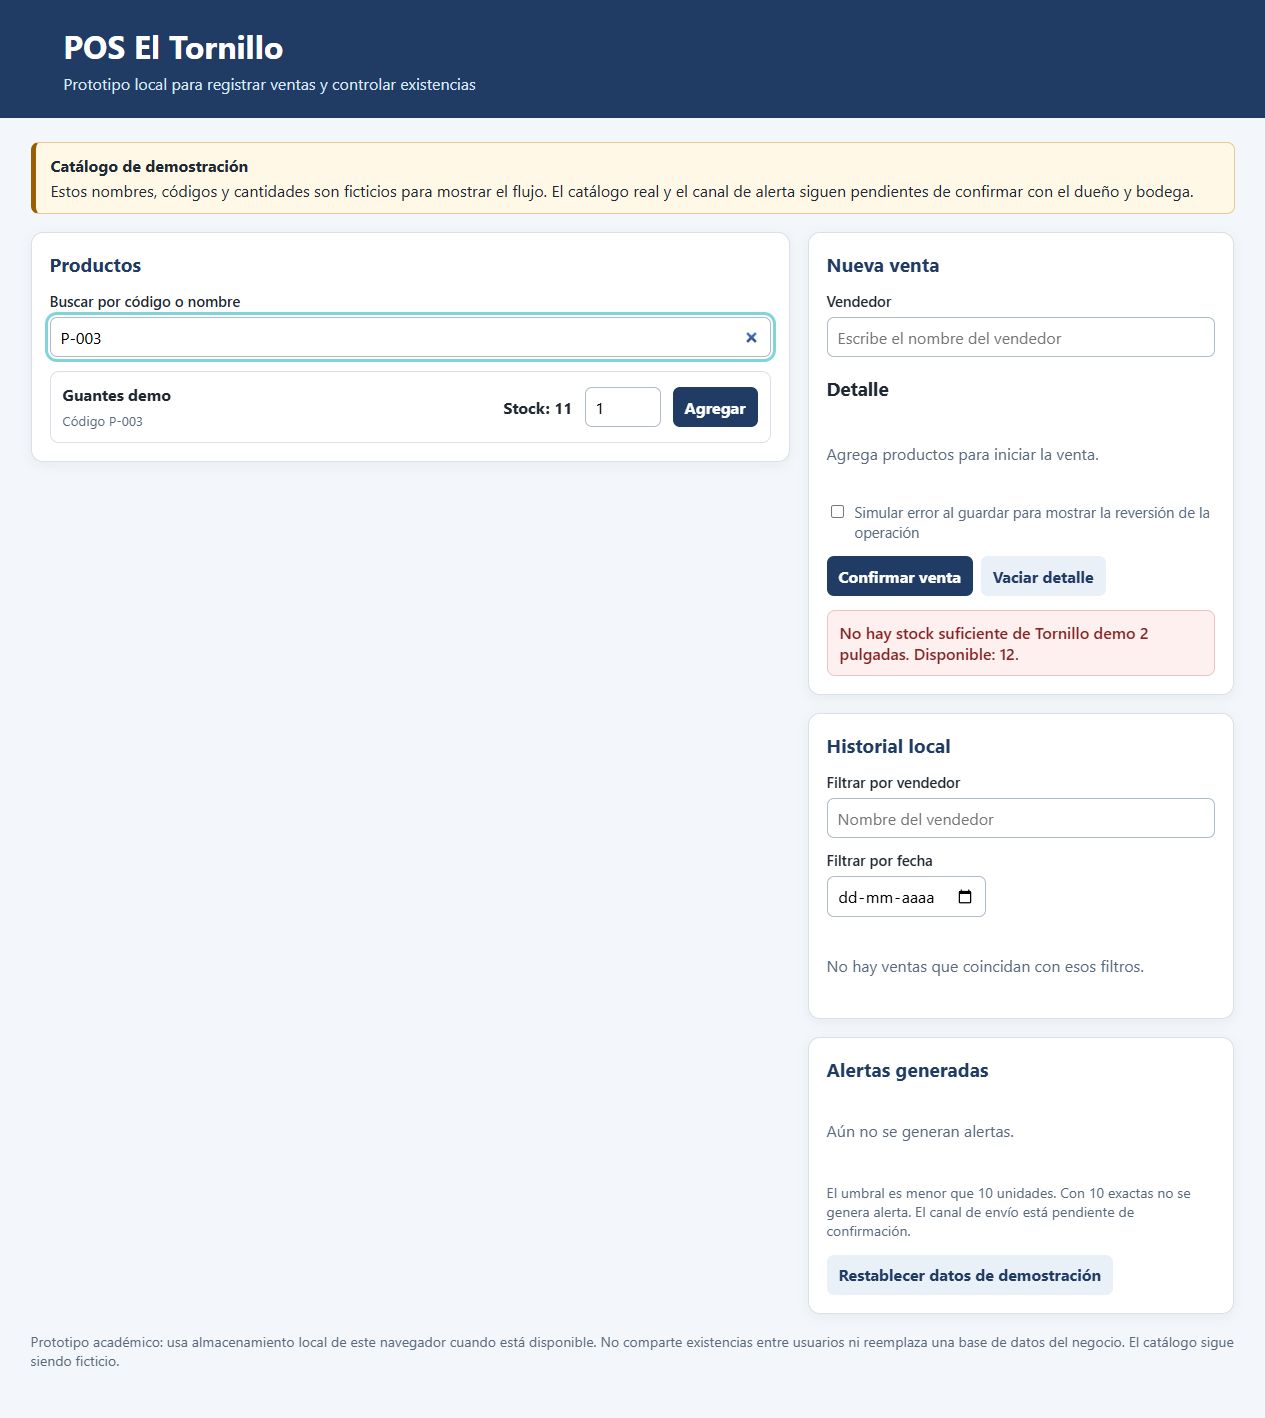 POS El Tornillo
Prototipo local para registrar ventas y controlar existencias
Catálogo de demostración
Estos nombres, códigos y cantidades son ficticios para mostrar el flujo. El catálogo real y el canal de alerta siguen pendientes de confirmar con el dueño y bodega.
Productos
Buscar por código o nombre
P-003
Guantes demo
Código P-003
Stock: 11
1
Agregar
Nueva venta
Vendedor
Escribe el nombre del vendedor
Detalle
Agrega productos para iniciar la venta.
Simular error al guardar para mostrar la reversión de la
operación
Confirmar venta
Vaciar detalle
No hay stock suficiente de Tornillo demo 2
pulgadas. Disponible: 12.
Historial local
Filtrar por vendedor
Nombre del vendedor
Filtrar por fecha
dd-mm-aaaa
No hay ventas que coincidan con esos filtros.
Alertas generadas
Aún no se generan alertas.
El umbral es menor que 10 unidades. Con 10 exactas no se
genera alerta. El canal de envío está pendiente de
confirmación.
Restablecer datos de demostración
Prototipo académico: usa almacenamiento local de este navegador cuando está disponible. No comparte existencias entre usuarios ni reemplaza una base de datos del negocio. El catálogo sigue
siendo ficticio.